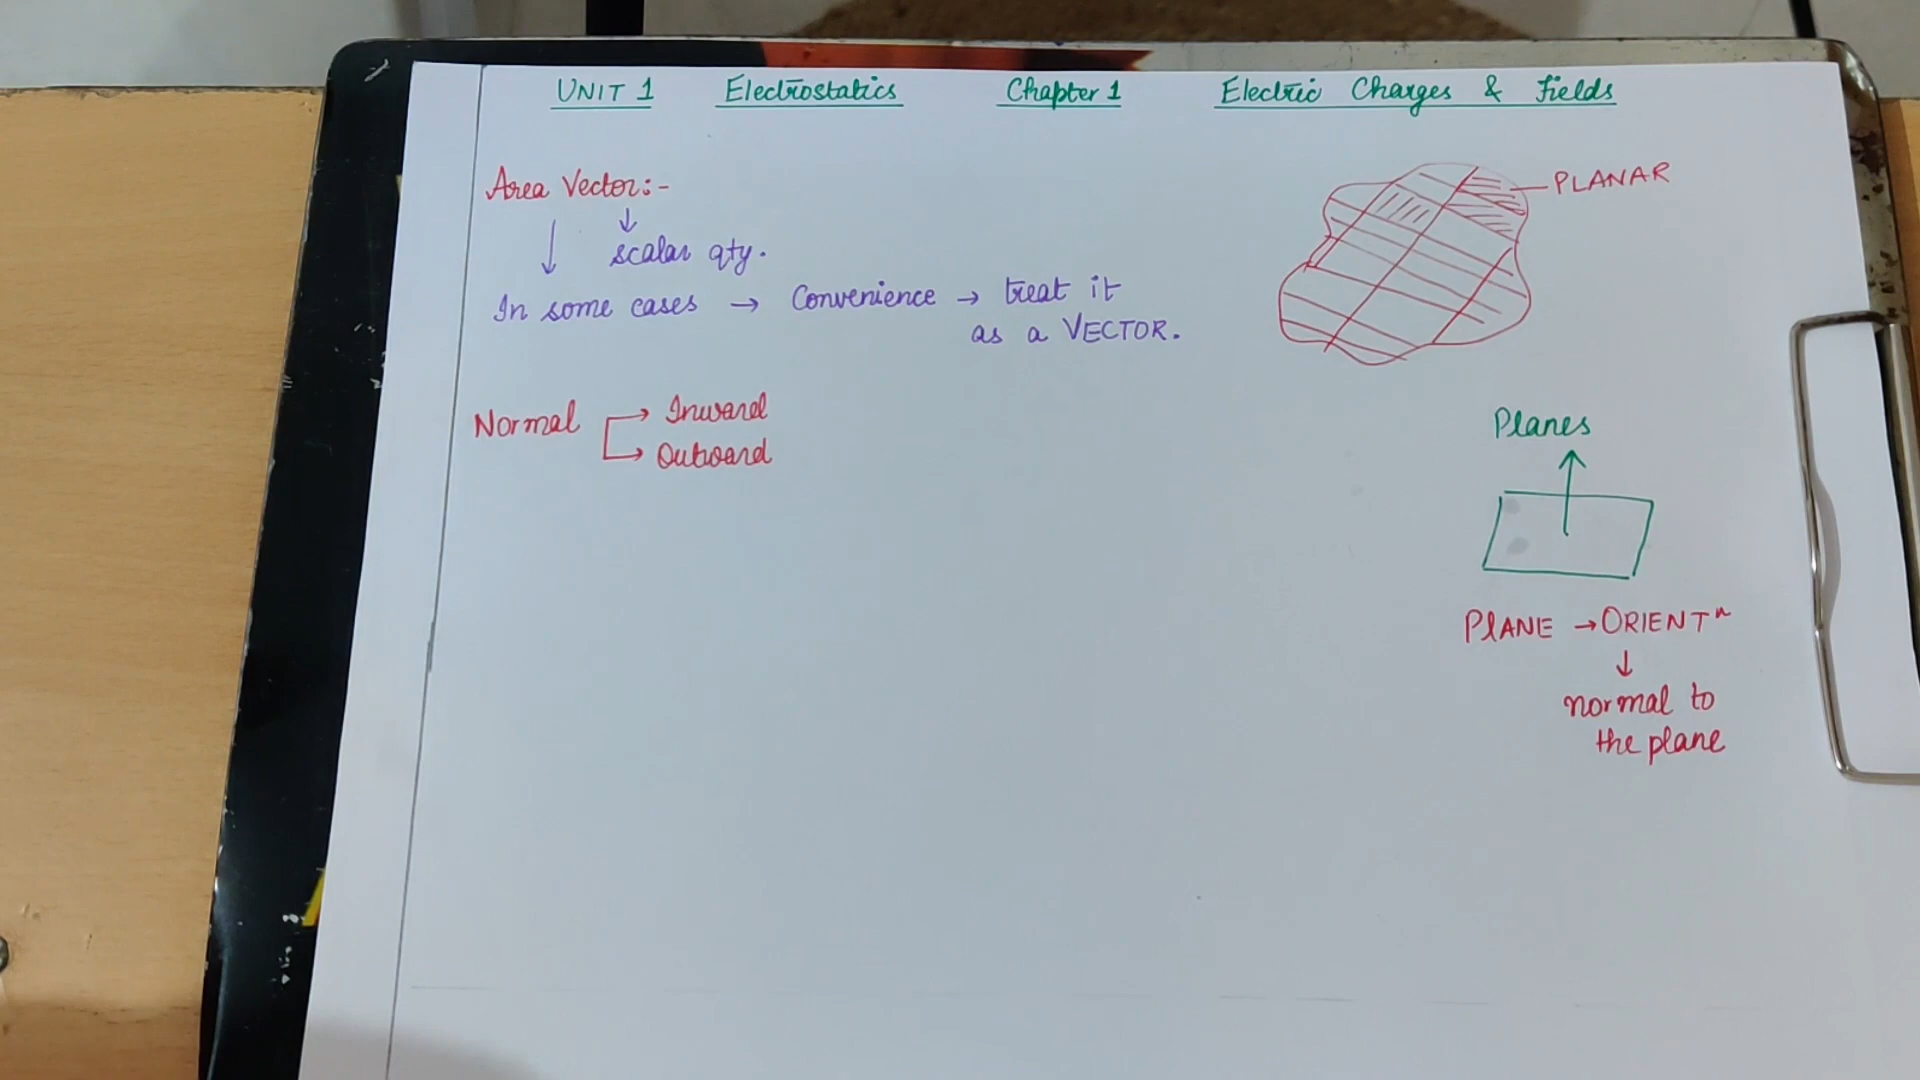 UNIT 1 Electrostatics Chapter 1 Electric Charges & Fields
Area Vector:-
↓ ↓
scalar qty.
In some cases → Convenience → treat it
as a VECTOR.
PLANAR
Normal → Inward
→ Outward
Planes
PLANE → ORIENTⁿ
↓
normal to
the plane